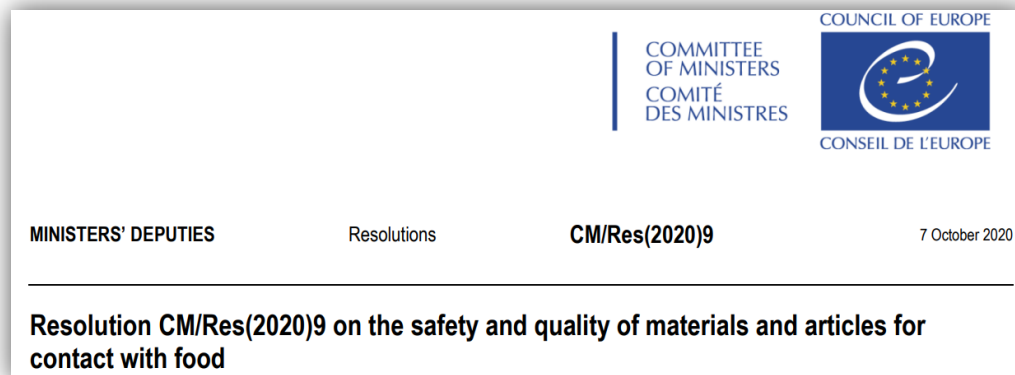 COUNCIL OF EUROPE
COMMITTEE
OF MINISTERS
COMITÉ
DES MINISTRES
CONSEIL DE L'EUROPE
MINISTERS' DEPUTIES Resolutions CM/Res(2020)9 7 October 2020
Resolution CM/Res(2020)9 on the safety and quality of materials and articles for
contact with food